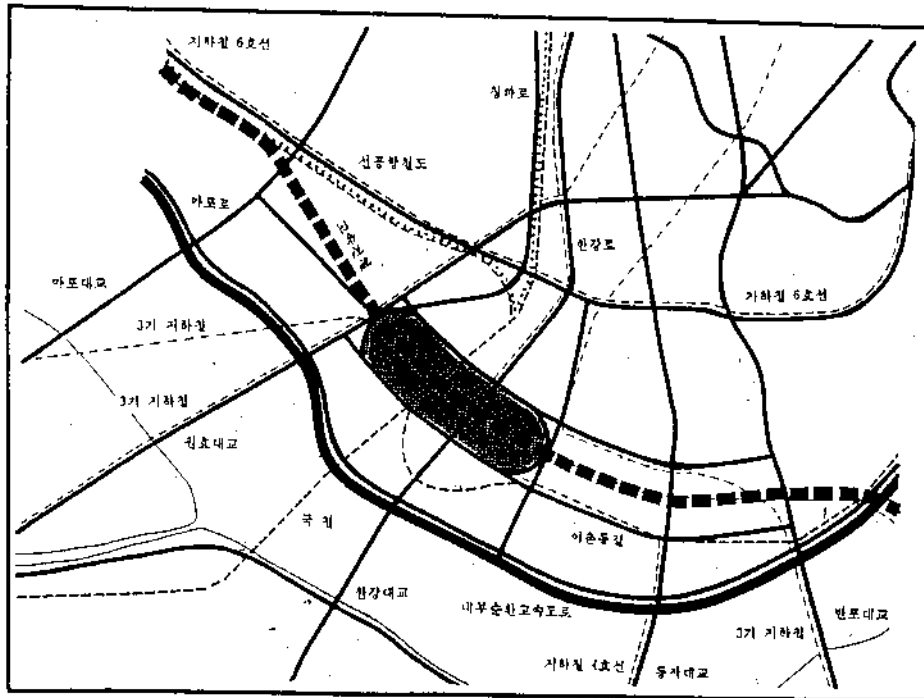 지하철 6호선
청파로
신공항철도
마포로
고속전철
한강로
마포대교
지하철 6호선
3기 지하철
3기 지하철
원효대교
국 철
이촌동길
한강대교
내부순환고속도로
반포대교
3기 지하철
지하철 4호선
동작대교